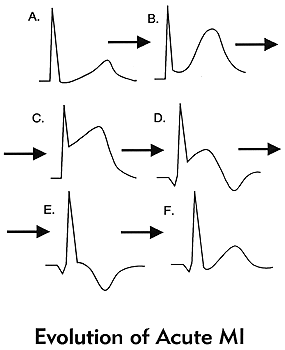 A. B.
C. D.
E. F.
Evolution of Acute MI